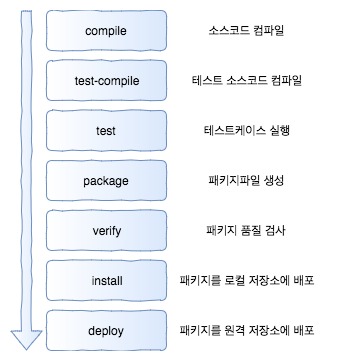 compile 소스코드 컴파일
test-compile 테스트 소스코드 컴파일
test 테스트케이스 실행
package 패키지파일 생성
verify 패키지 품질 검사
install 패키지를 로컬 저장소에 배포
deploy 패키지를 원격 저장소에 배포